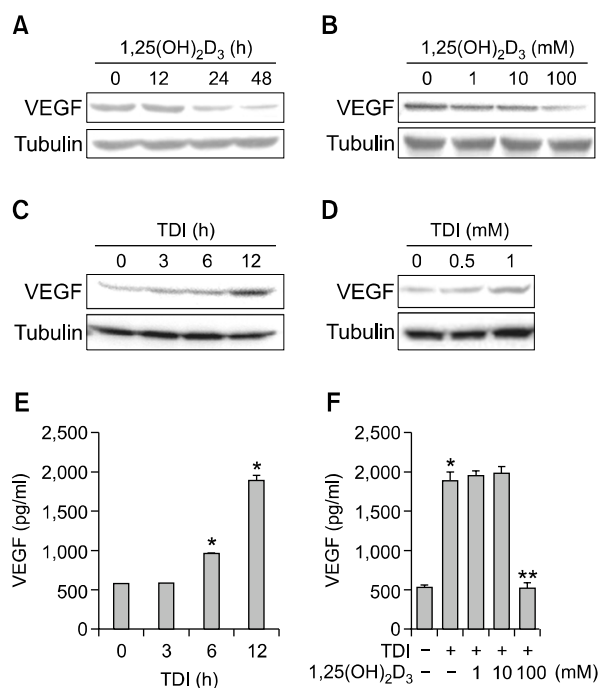 A
1,25(OH)₂D₃ (h)
0 12 24 48
VEGF
Tubulin
B
1,25(OH)₂D₃ (mM)
0 1 10 100
VEGF
Tubulin
C
TDI (h)
0 3 6 12
VEGF
Tubulin
D
TDI (mM)
0 0.5 1
VEGF
Tubulin
E
2,500
2,000
1,500
1,000
500
0
VEGF (pg/ml)
*
*
0 3 6 12
TDI (h)
F
2,500
2,000
1,500
1,000
500
0
VEGF (pg/ml)
*
**
TDI − + + + +
1,25(OH)₂D₃ − − 1 10 100 (mM)